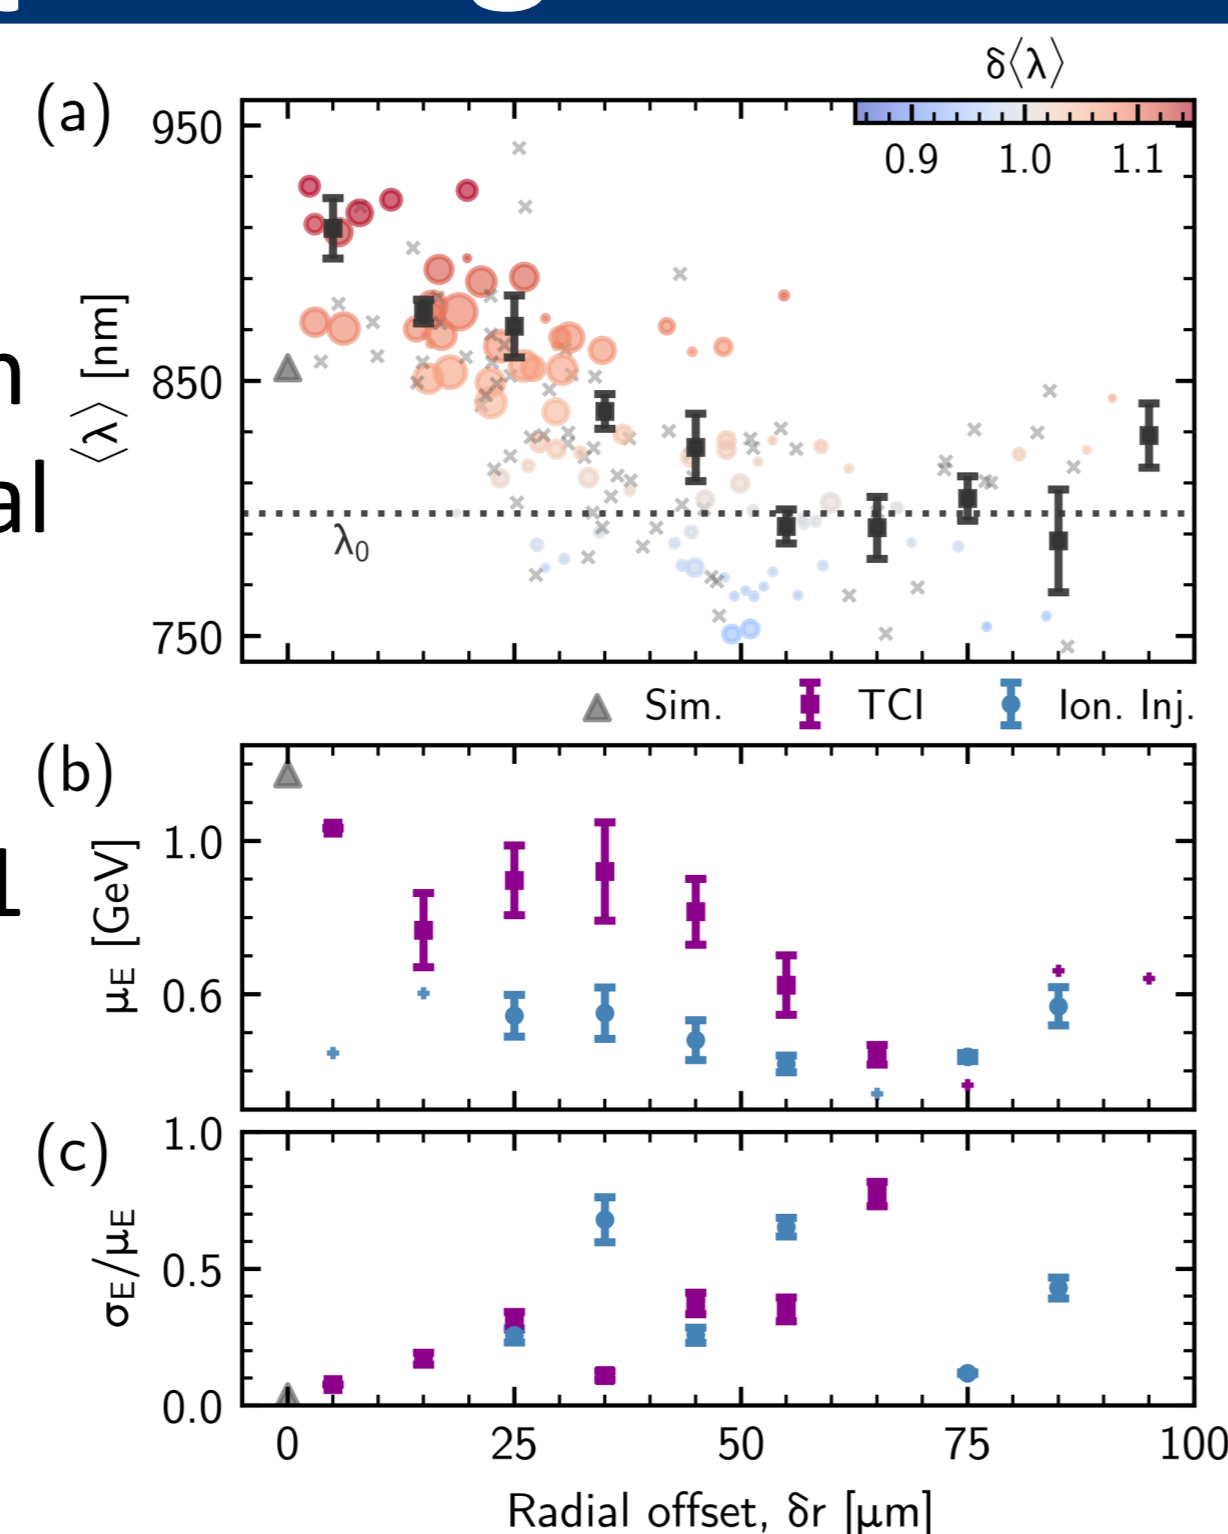 δ⟨λ⟩
(a)
950
0.9 1.0 1.1
⟨λ⟩ [nm]
850
λ₀
750
Sim. TCI Ion. Inj.
(b)
1.0
μE [GeV]
0.6
(c)
1.0
σE/μE
0.5
0.0
0 25 50 75 100
Radial offset, δr [μm]
al
1